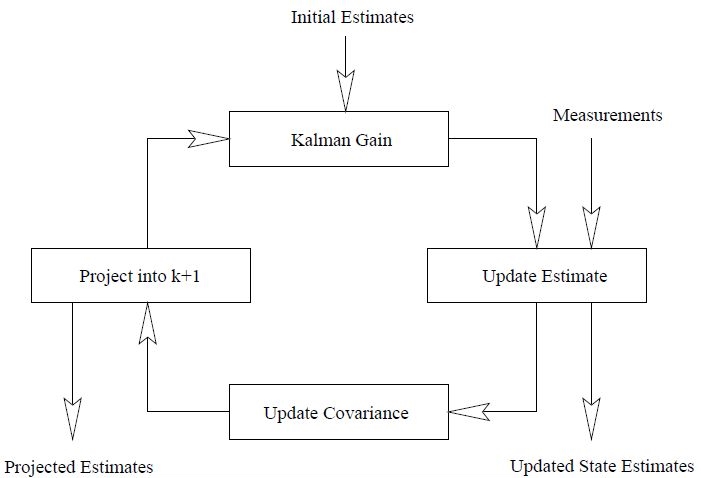 Initial Estimates
Measurements
Kalman Gain
Project into k+1
Update Estimate
Update Covariance
Projected Estimates
Updated State Estimates